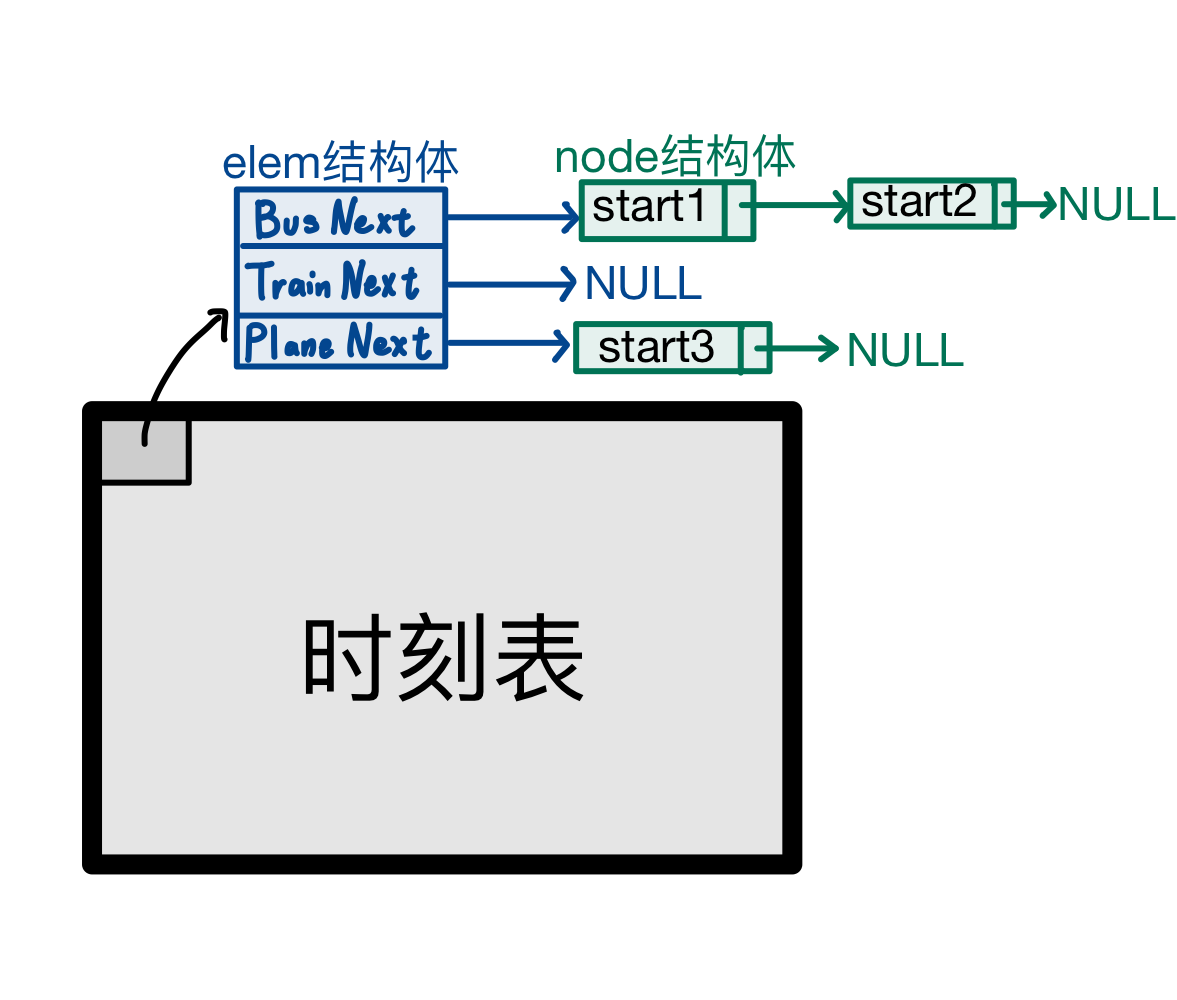 elem结构体
node结构体
Bus Next
start1
start2
NULL
Train Next
NULL
Plane Next
start3
NULL
时刻表